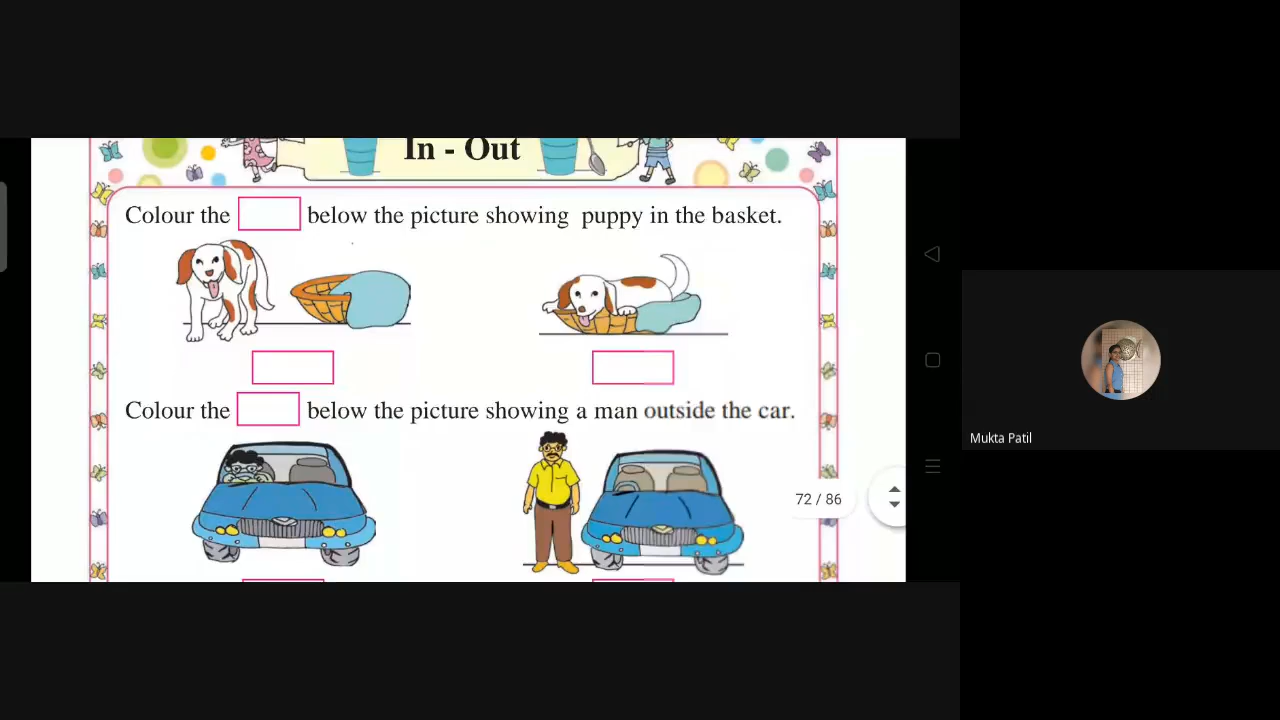 In - Out
Colour the below the picture showing puppy in the basket.
Colour the below the picture showing a man outside the car.
72 / 86
Mukta Patil